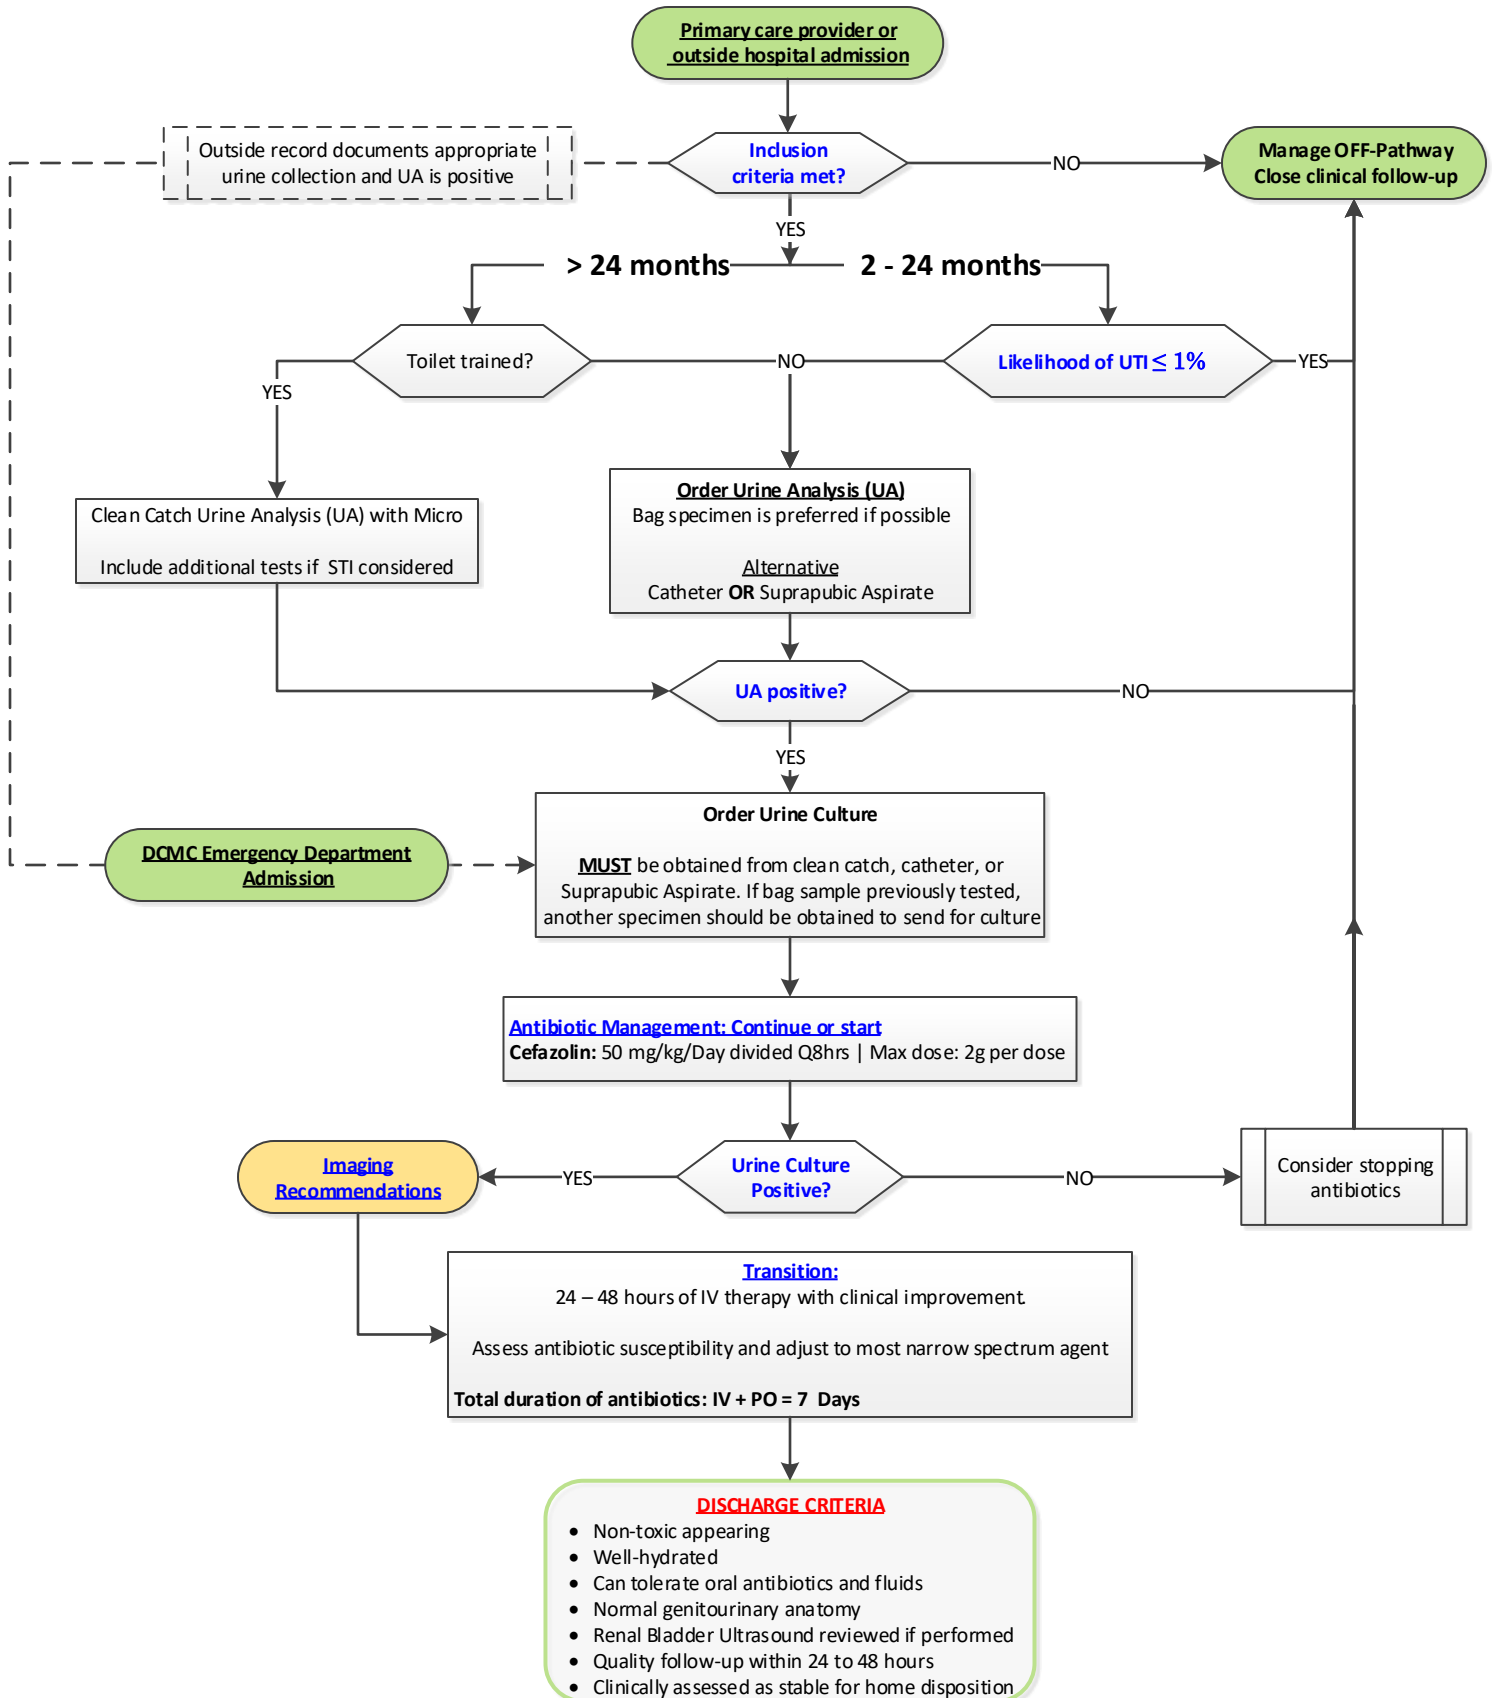 Primary care provider or
outside hospital admission
Outside record documents appropriate
urine collection and UA is positive
Inclusion
criteria met?
NO
Manage OFF-Pathway
Close clinical follow-up
YES
> 24 months
2 - 24 months
Toilet trained?
NO
Likelihood of UTI ≤ 1%
YES
YES
Clean Catch Urine Analysis (UA) with Micro
Include additional tests if STI considered
Order Urine Analysis (UA)
Bag specimen is preferred if possible
Alternative
Catheter OR Suprapubic Aspirate
UA positive?
NO
YES
DCMC Emergency Department
Admission
Order Urine Culture
MUST be obtained from clean catch, catheter, or
Suprapubic Aspirate. If bag sample previously tested,
another specimen should be obtained to send for culture
Antibiotic Management: Continue or start
Cefazolin: 50 mg/kg/Day divided Q8hrs | Max dose: 2g per dose
Imaging
Recommendations
YES
Urine Culture
Positive?
NO
Consider stopping
antibiotics
Transition:
24 – 48 hours of IV therapy with clinical improvement.
Assess antibiotic susceptibility and adjust to most narrow spectrum agent
Total duration of antibiotics: IV + PO = 7 Days
DISCHARGE CRITERIA
• Non-toxic appearing
• Well-hydrated
• Can tolerate oral antibiotics and fluids
• Normal genitourinary anatomy
• Renal Bladder Ultrasound reviewed if performed
• Quality follow-up within 24 to 48 hours
• Clinically assessed as stable for home disposition